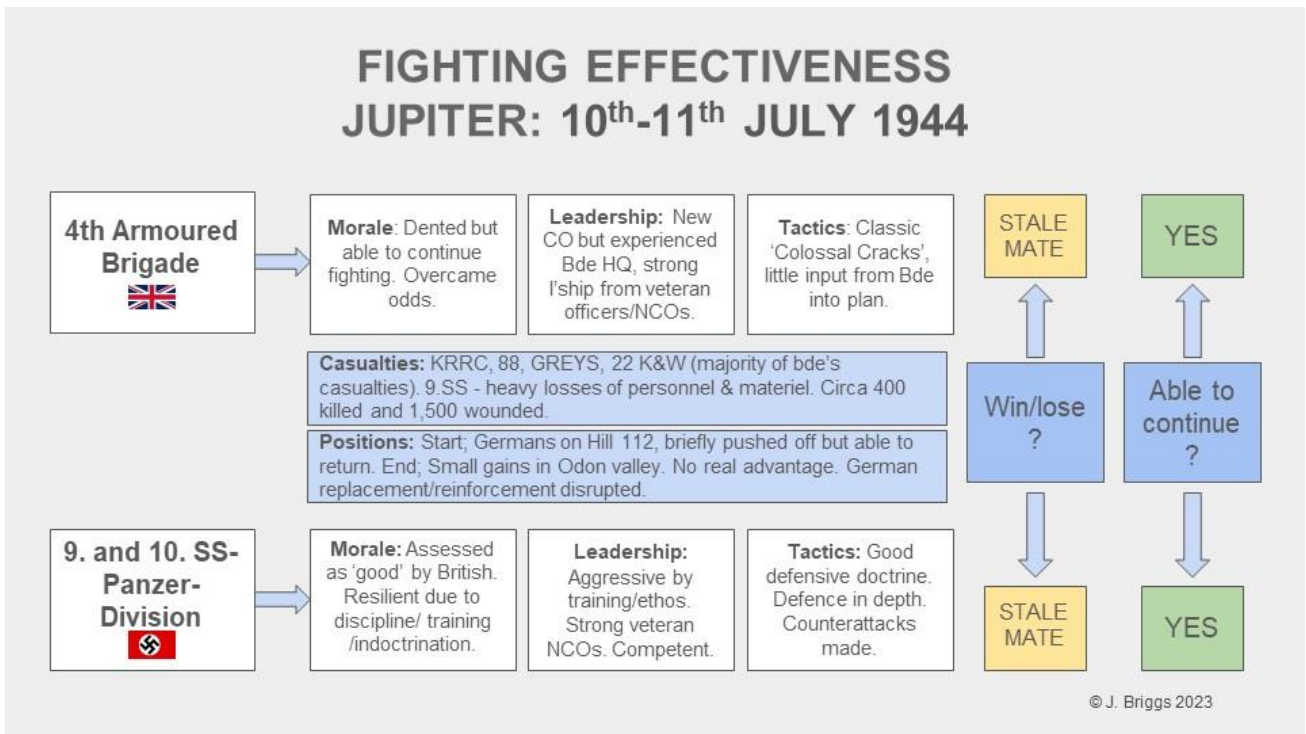 FIGHTING EFFECTIVENESS
JUPITER: 10th-11th JULY 1944
4th Armoured
Brigade
Morale: Dented but
able to continue
fighting. Overcame
odds.
Leadership: New
CO but experienced
Bde HQ, strong
l'ship from veteran
officers/NCOs.
Tactics: Classic
'Colossal Cracks',
little input from Bde
into plan.
STALE
MATE
YES
Casualties: KRRC, 88, GREYS, 22 K&W (majority of bde's
casualties). 9.SS - heavy losses of personnel & materiel. Circa 400
killed and 1,500 wounded.
Positions: Start; Germans on Hill 112, briefly pushed off but able to
return. End; Small gains in Odon valley. No real advantage. German
replacement/reinforcement disrupted.
Win/lose
?
Able to
continue
?
9. and 10. SS-
Panzer-
Division
Morale: Assessed
as 'good' by British.
Resilient due to
discipline/ training
/indoctrination.
Leadership:
Aggressive by
training/ethos.
Strong veteran
NCOs. Competent.
Tactics: Good
defensive doctrine.
Defence in depth.
Counterattacks
made.
STALE
MATE
YES
© J. Briggs 2023